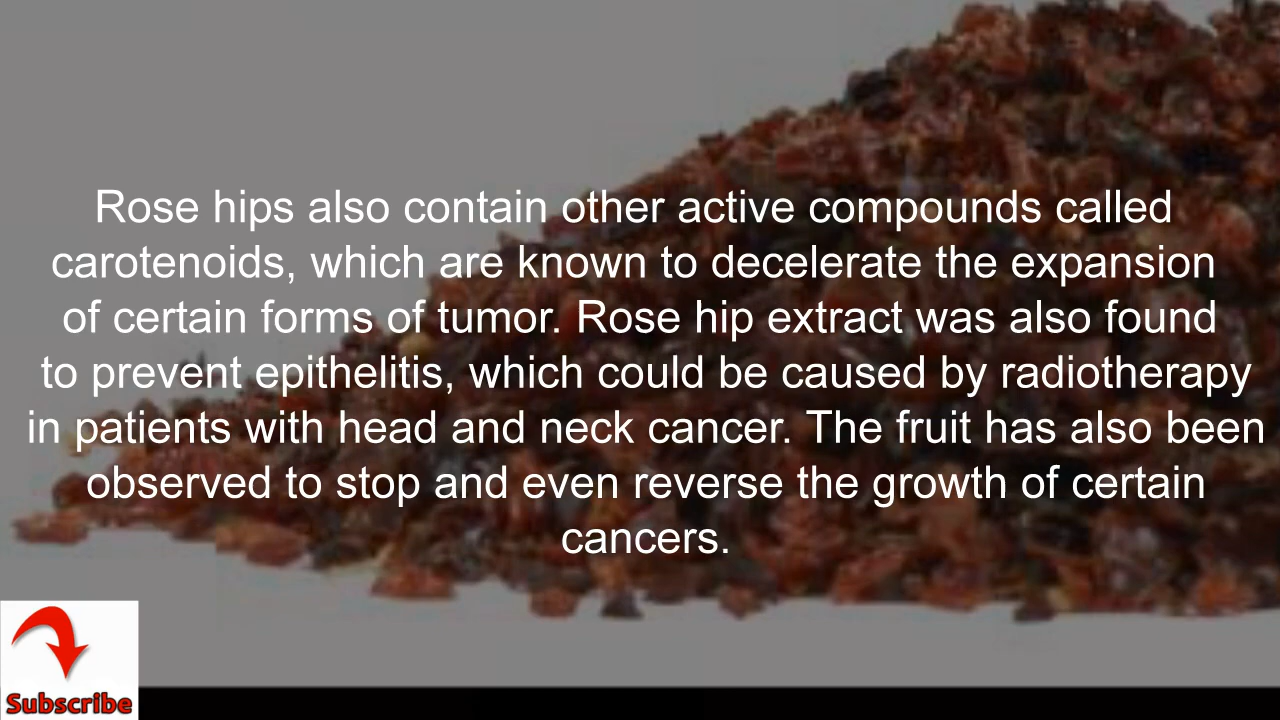 Rose hips also contain other active compounds called
carotenoids, which are known to decelerate the expansion
of certain forms of tumor. Rose hip extract was also found
to prevent epithelitis, which could be caused by radiotherapy
in patients with head and neck cancer. The fruit has also been
observed to stop and even reverse the growth of certain
cancers.
Subscribe